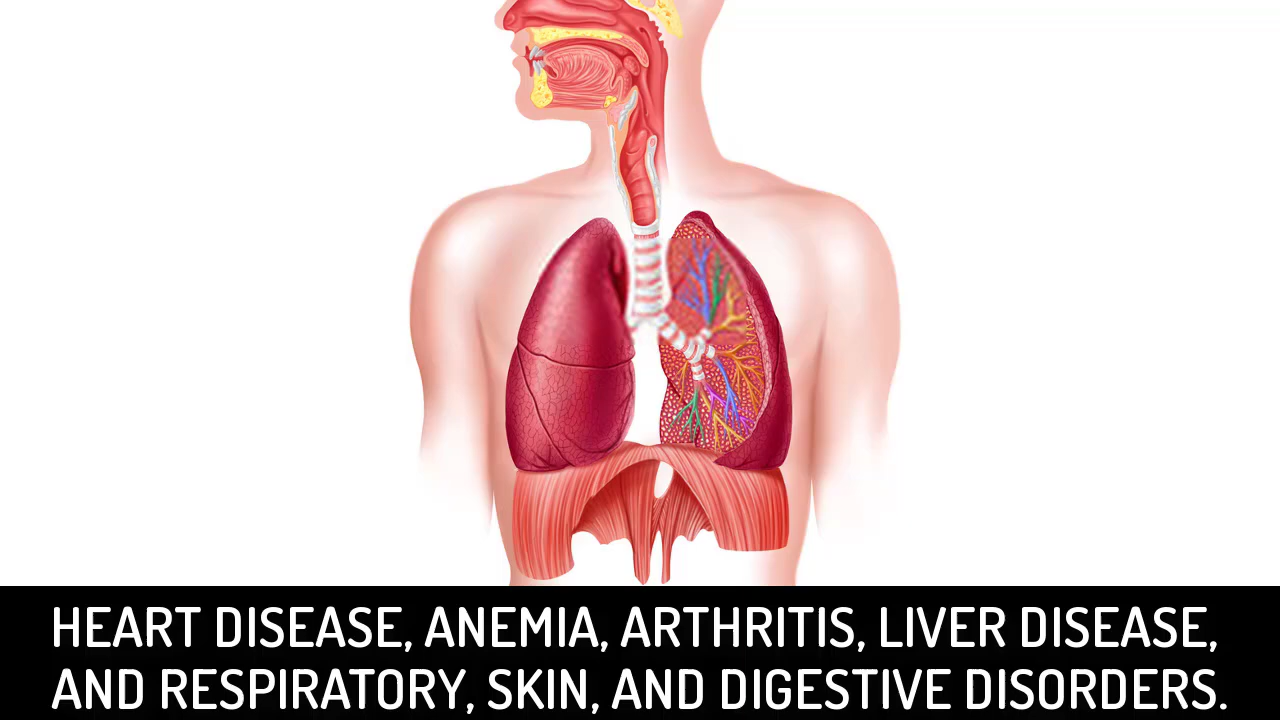 HEART DISEASE, ANEMIA, ARTHRITIS, LIVER DISEASE,
AND RESPIRATORY, SKIN, AND DIGESTIVE DISORDERS.